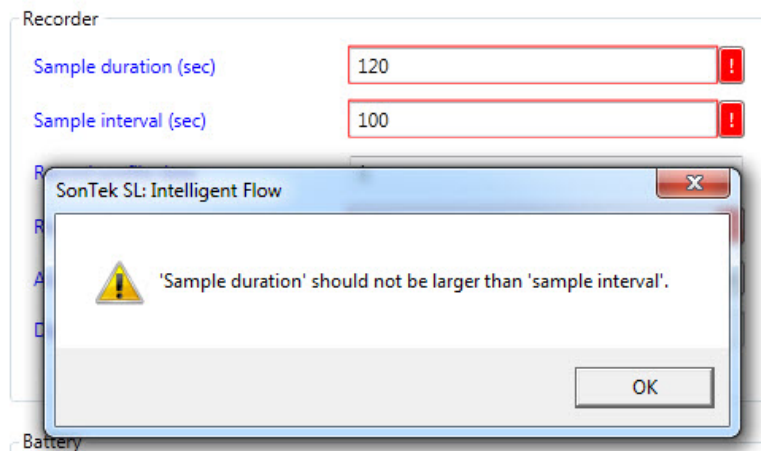 Recorder
Sample duration (sec)
120
!
Sample interval (sec)
100
!
SonTek SL: Intelligent Flow
'Sample duration' should not be larger than 'sample interval'.
OK
Battery